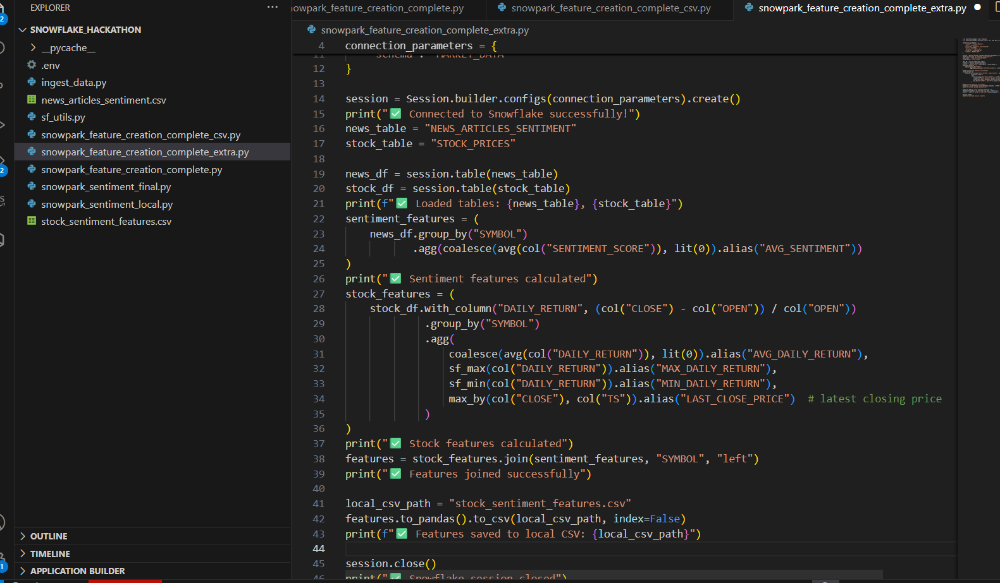 EXPLORER
···
SNOWFLAKE_HACKATHON
__pycache__
.env
ingest_data.py
news_articles_sentiment.csv
sf_utils.py
snowpark_feature_creation_complete_csv.py
snowpark_feature_creation_complete_extra.py
snowpark_feature_creation_complete.py
snowpark_sentiment_final.py
snowpark_sentiment_local.py
stock_sentiment_features.csv
OUTLINE
TIMELINE
APPLICATION BUILDER
2
2
1
owpark_feature_creation_complete.py
snowpark_feature_creation_complete_csv.py
snowpark_feature_creation_complete_extra.py
snowpark_feature_creation_complete_extra.py
4 connection_parameters = {
11 "schema": "MARKET_DATA"
12 }
13
14 session = Session.builder.configs(connection_parameters).create()
15 print("✅ Connected to Snowflake successfully!")
16 news_table = "NEWS_ARTICLES_SENTIMENT"
17 stock_table = "STOCK_PRICES"
18
19 news_df = session.table(news_table)
20 stock_df = session.table(stock_table)
21 print(f"✅ Loaded tables: {news_table}, {stock_table}")
22 sentiment_features = (
23 news_df.group_by("SYMBOL")
24 .agg(coalesce(avg(col("SENTIMENT_SCORE")), lit(0)).alias("AVG_SENTIMENT"))
25 )
26 print("✅ Sentiment features calculated")
27 stock_features = (
28 stock_df.with_column("DAILY_RETURN", (col("CLOSE") - col("OPEN")) / col("OPEN"))
29 .group_by("SYMBOL")
30 .agg(
31 coalesce(avg(col("DAILY_RETURN")), lit(0)).alias("AVG_DAILY_RETURN"),
32 sf_max(col("DAILY_RETURN")).alias("MAX_DAILY_RETURN"),
33 sf_min(col("DAILY_RETURN")).alias("MIN_DAILY_RETURN"),
34 max_by(col("CLOSE"), col("TS")).alias("LAST_CLOSE_PRICE") # latest closing price
35 )
36 )
37 print("✅ Stock features calculated")
38 features = stock_features.join(sentiment_features, "SYMBOL", "left")
39 print("✅ Features joined successfully")
40
41 local_csv_path = "stock_sentiment_features.csv"
42 features.to_pandas().to_csv(local_csv_path, index=False)
43 print(f"✅ Features saved to local CSV: {local_csv_path}")
44
45 session.close()
46 print("✅ Snowflake session closed")